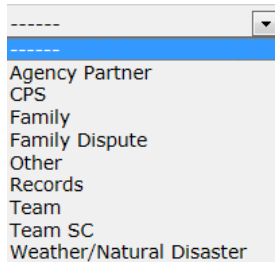 ------
------
Agency Partner
CPS
Family
Family Dispute
Other
Records
Team
Team SC
Weather/Natural Disaster